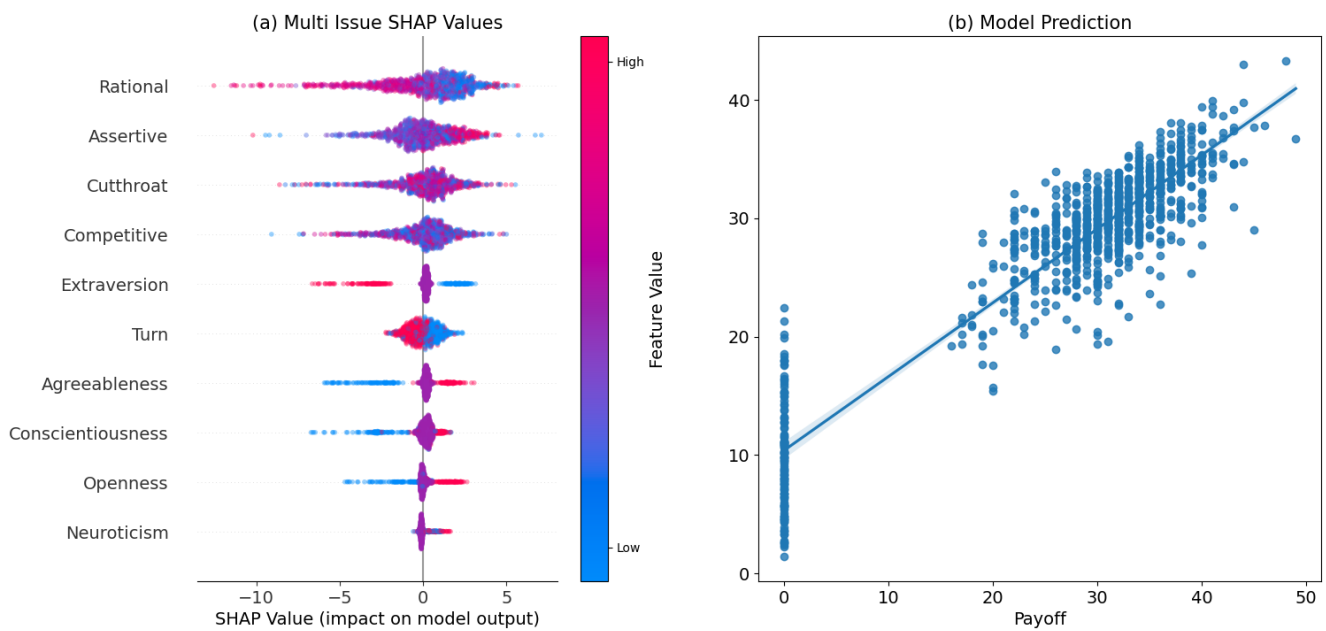 (a) Multi Issue SHAP Values
Rational
Assertive
Cutthroat
Competitive
Extraversion
Turn
Agreeableness
Conscientiousness
Openness
Neuroticism
−10 −5 0 5
SHAP Value (impact on model output)
High
Low
Feature Value
(b) Model Prediction
40
30
20
10
0
0 10 20 30 40 50
Payoff